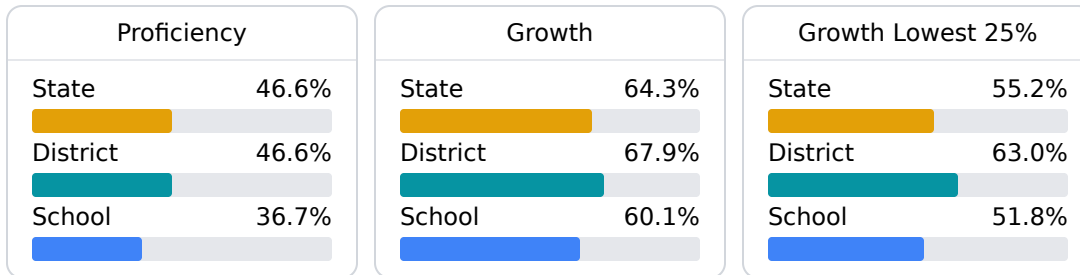 Proficiency
State 46.6%
District 46.6%
School 36.7%
Growth
State 64.3%
District 67.9%
School 60.1%
Growth Lowest 25%
State 55.2%
District 63.0%
School 51.8%